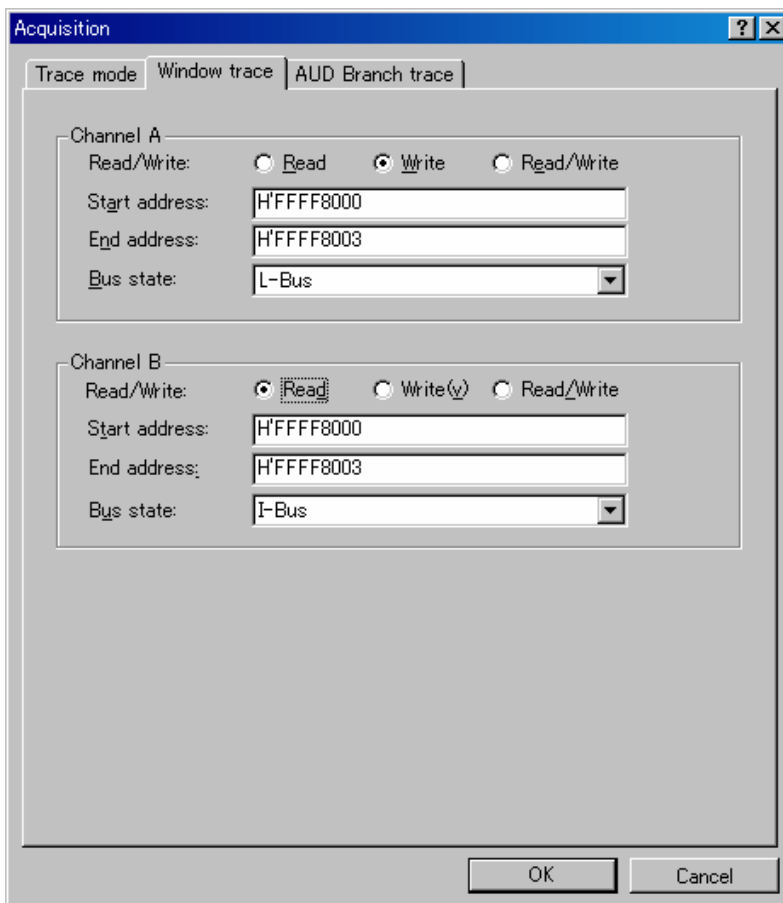 Acquisition
Trace mode Window trace AUD Branch trace
Channel A
Read/Write: Read Write Read/Write
Start address: H'FFFF8000
End address: H'FFFF8003
Bus state: L-Bus
Channel B
Read/Write: Read Write(v) Read/Write
Start address: H'FFFF8000
End address: H'FFFF8003
Bus state: I-Bus
OK Cancel